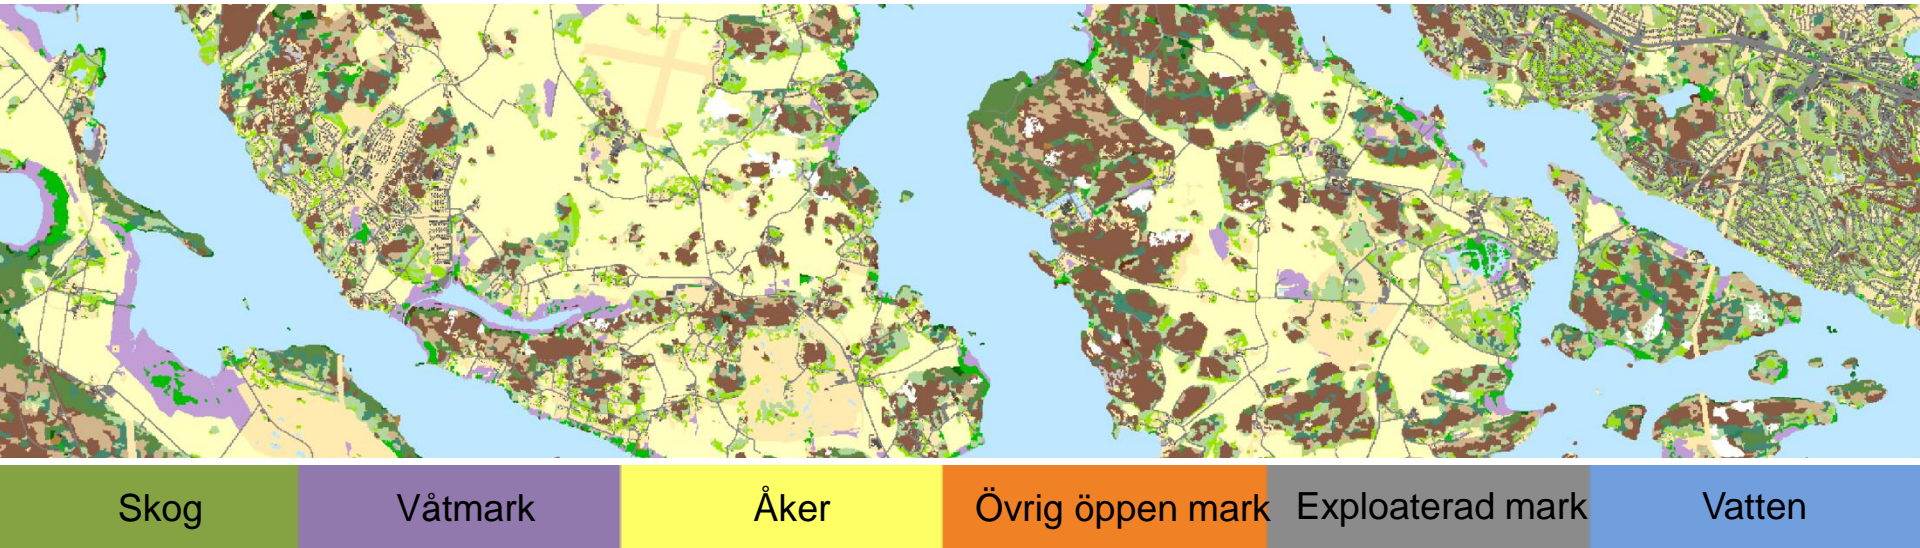 Skog
Våtmark
Åker
Övrig öppen mark
Exploaterad mark
Vatten